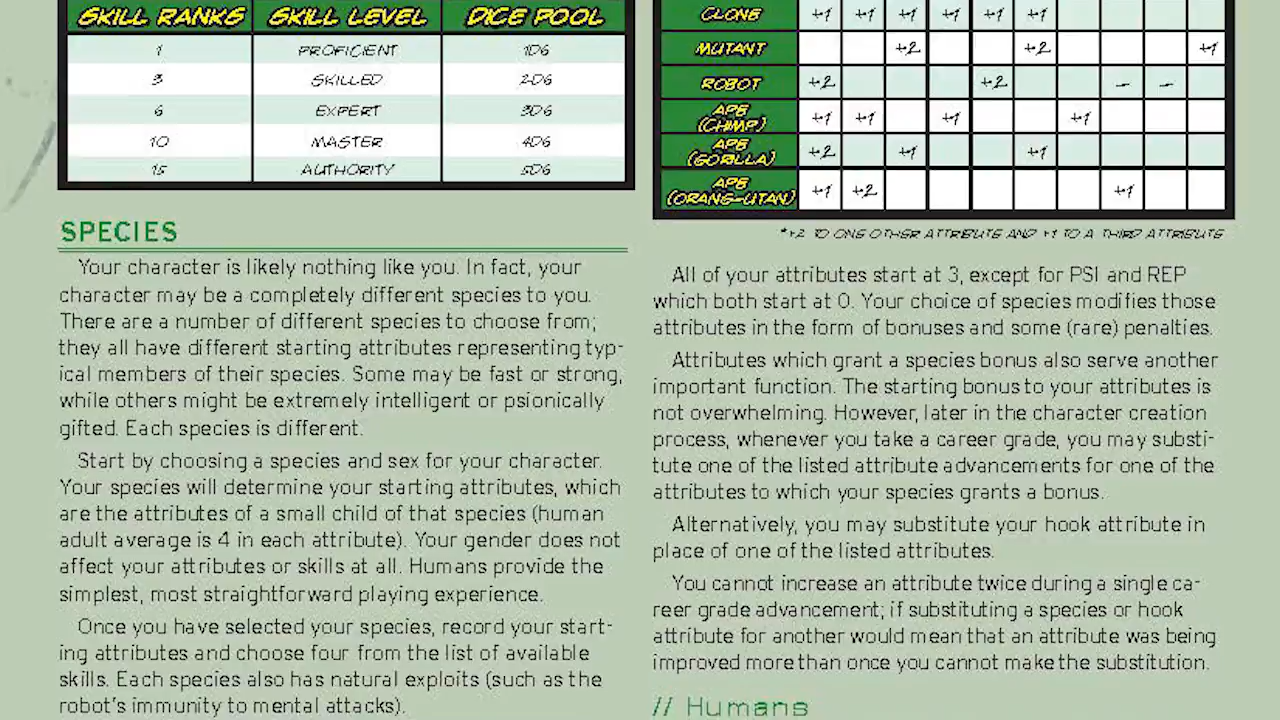 SKILL RANKS SKILL LEVEL DICE POOL
1 PROFICIENT 1D6
3 SKILLED 2D6
6 EXPERT 3D6
10 MASTER 4D6
15 AUTHORITY 5D6
SPECIES
Your character is likely nothing like you. In fact, your
character may be a completely different species to you.
There are a number of different species to choose from;
they all have different starting attributes representing typ-
ical members of their species. Some may be fast or strong,
while others might be extremely intelligent or psionically
gifted. Each species is different.
Start by choosing a species and sex for your character.
Your species will determine your starting attributes, which
are the attributes of a small child of that species (human
adult average is 4 in each attribute). Your gender does not
affect your attributes or skills at all. Humans provide the
simplest, most straightforward playing experience.
Once you have selected your species, record your start-
ing attributes and choose four from the list of available
skills. Each species also has natural exploits (such as the
robot's immunity to mental attacks).
CLONE +1 +1 +1 +1 +1 +1
MUTANT +2 +2 +1
ROBOT +2 +2 - -
APE
(CHIMP) +1 +1 +1 +1
APE
(GORILLA) +2 +1 +1
APE
(ORANG-UTAN) +1 +2 +1
*+2 TO ONE OTHER ATTRIBUTE AND +1 TO A THIRD ATTRIBUTE
All of your attributes start at 3, except for PSI and REP
which both start at 0. Your choice of species modifies those
attributes in the form of bonuses and some (rare) penalties.
Attributes which grant a species bonus also serve another
important function. The starting bonus to your attributes is
not overwhelming. However, later in the character creation
process, whenever you take a career grade, you may substi-
tute one of the listed attribute advancements for one of the
attributes to which your species grants a bonus.
Alternatively, you may substitute your hook attribute in
place of one of the listed attributes.
You cannot increase an attribute twice during a single ca-
reer grade advancement; if substituting a species or hook
attribute for another would mean that an attribute was being
improved more than once you cannot make the substitution.
// Humans